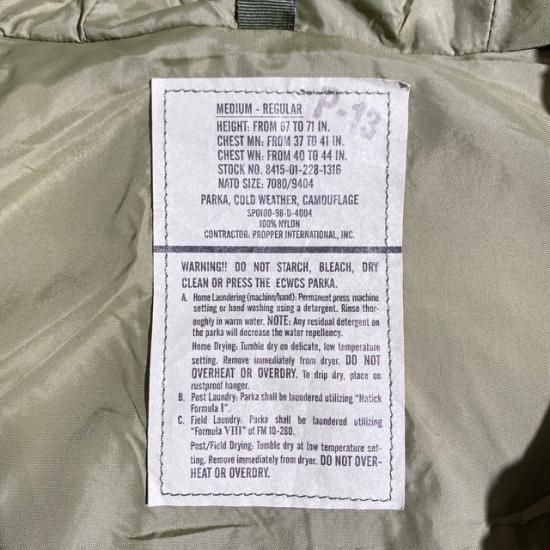 MEDIUM - REGULAR P-13
HEIGHT: FROM 67 TO 71 IN.
CHEST MN: FROM 37 TO 41 IN.
CHEST WN: FROM 40 TO 44 IN.
STOCK NO. 8415-01-228-1316
NATO SIZE: 7080/9404
PARKA, COLD WEATHER, CAMOUFLAGE
SPO100-98-D-4004
100% NYLON
CONTRACTOR: PROPPER INTERNATIONAL, INC.
WARNING!! DO NOT STARCH, BLEACH, DRY
CLEAN OR PRESS THE ECWCS PARKA.
A. Home Laundering (machine/hand): Permanent press machine
setting or hand washing using a detergent. Rinse thor-
oughly in warm water. NOTE: Any residual detergent on
the parka will decrease the water repellency.
Home Drying: Tumble dry on delicate, low temperature
setting. Remove immediately from dryer. DO NOT
OVERHEAT OR OVERDRY. To drip dry, place on
rustproof hanger.
B. Post Laundry: Parka shall be laundered utilizing "Natick
Formula I".
C. Field Laundry: Parka shall be laundered utilizing
"Formula VIII" of FM 10-280.
Post/Field Drying: Tumble dry at low temperature set-
ting. Remove immediately from dryer. DO NOT OVER-
HEAT OR OVERDRY.